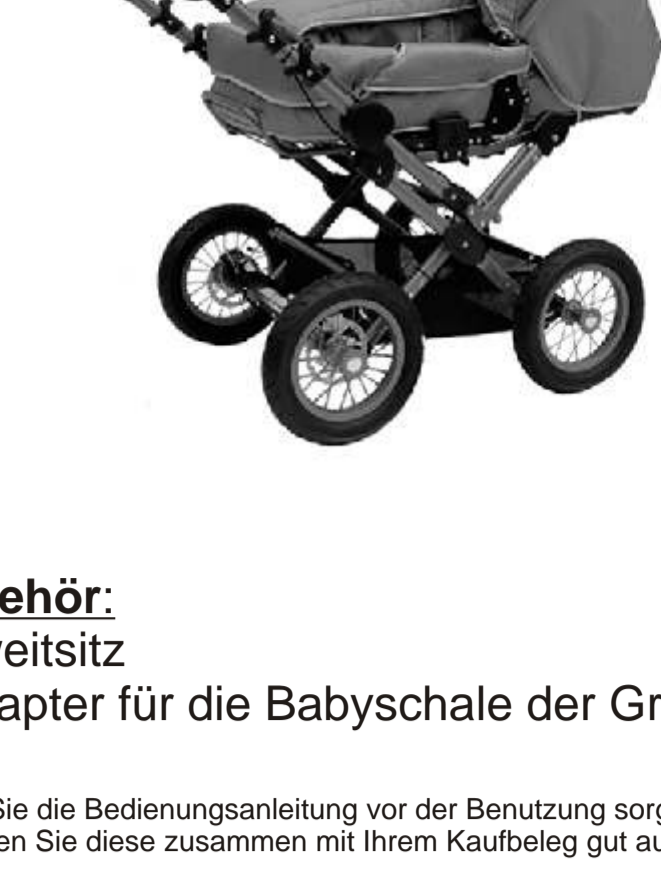 ehör:
eitsitz
apter für die Babyschale der Gr
Sie die Bedienungsanleitung vor der Benutzung sorg
en Sie diese zusammen mit Ihrem Kaufbeleg gut au